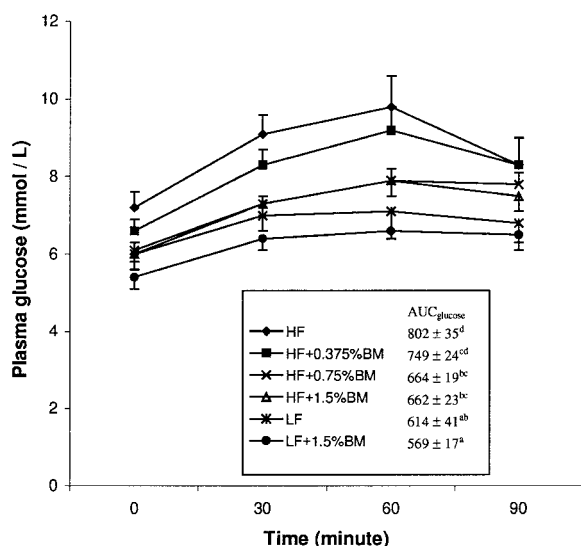 Plasma glucose (mmol / L)
12
10
8
6
4
2
0
AUCglucose
HF 802 ± 35d
HF+0.375%BM 749 ± 24cd
HF+0.75%BM 664 ± 19bc
HF+1.5%BM 662 ± 23bc
LF 614 ± 41ab
LF+1.5%BM 569 ± 17a
0 30 60 90
Time (minute)